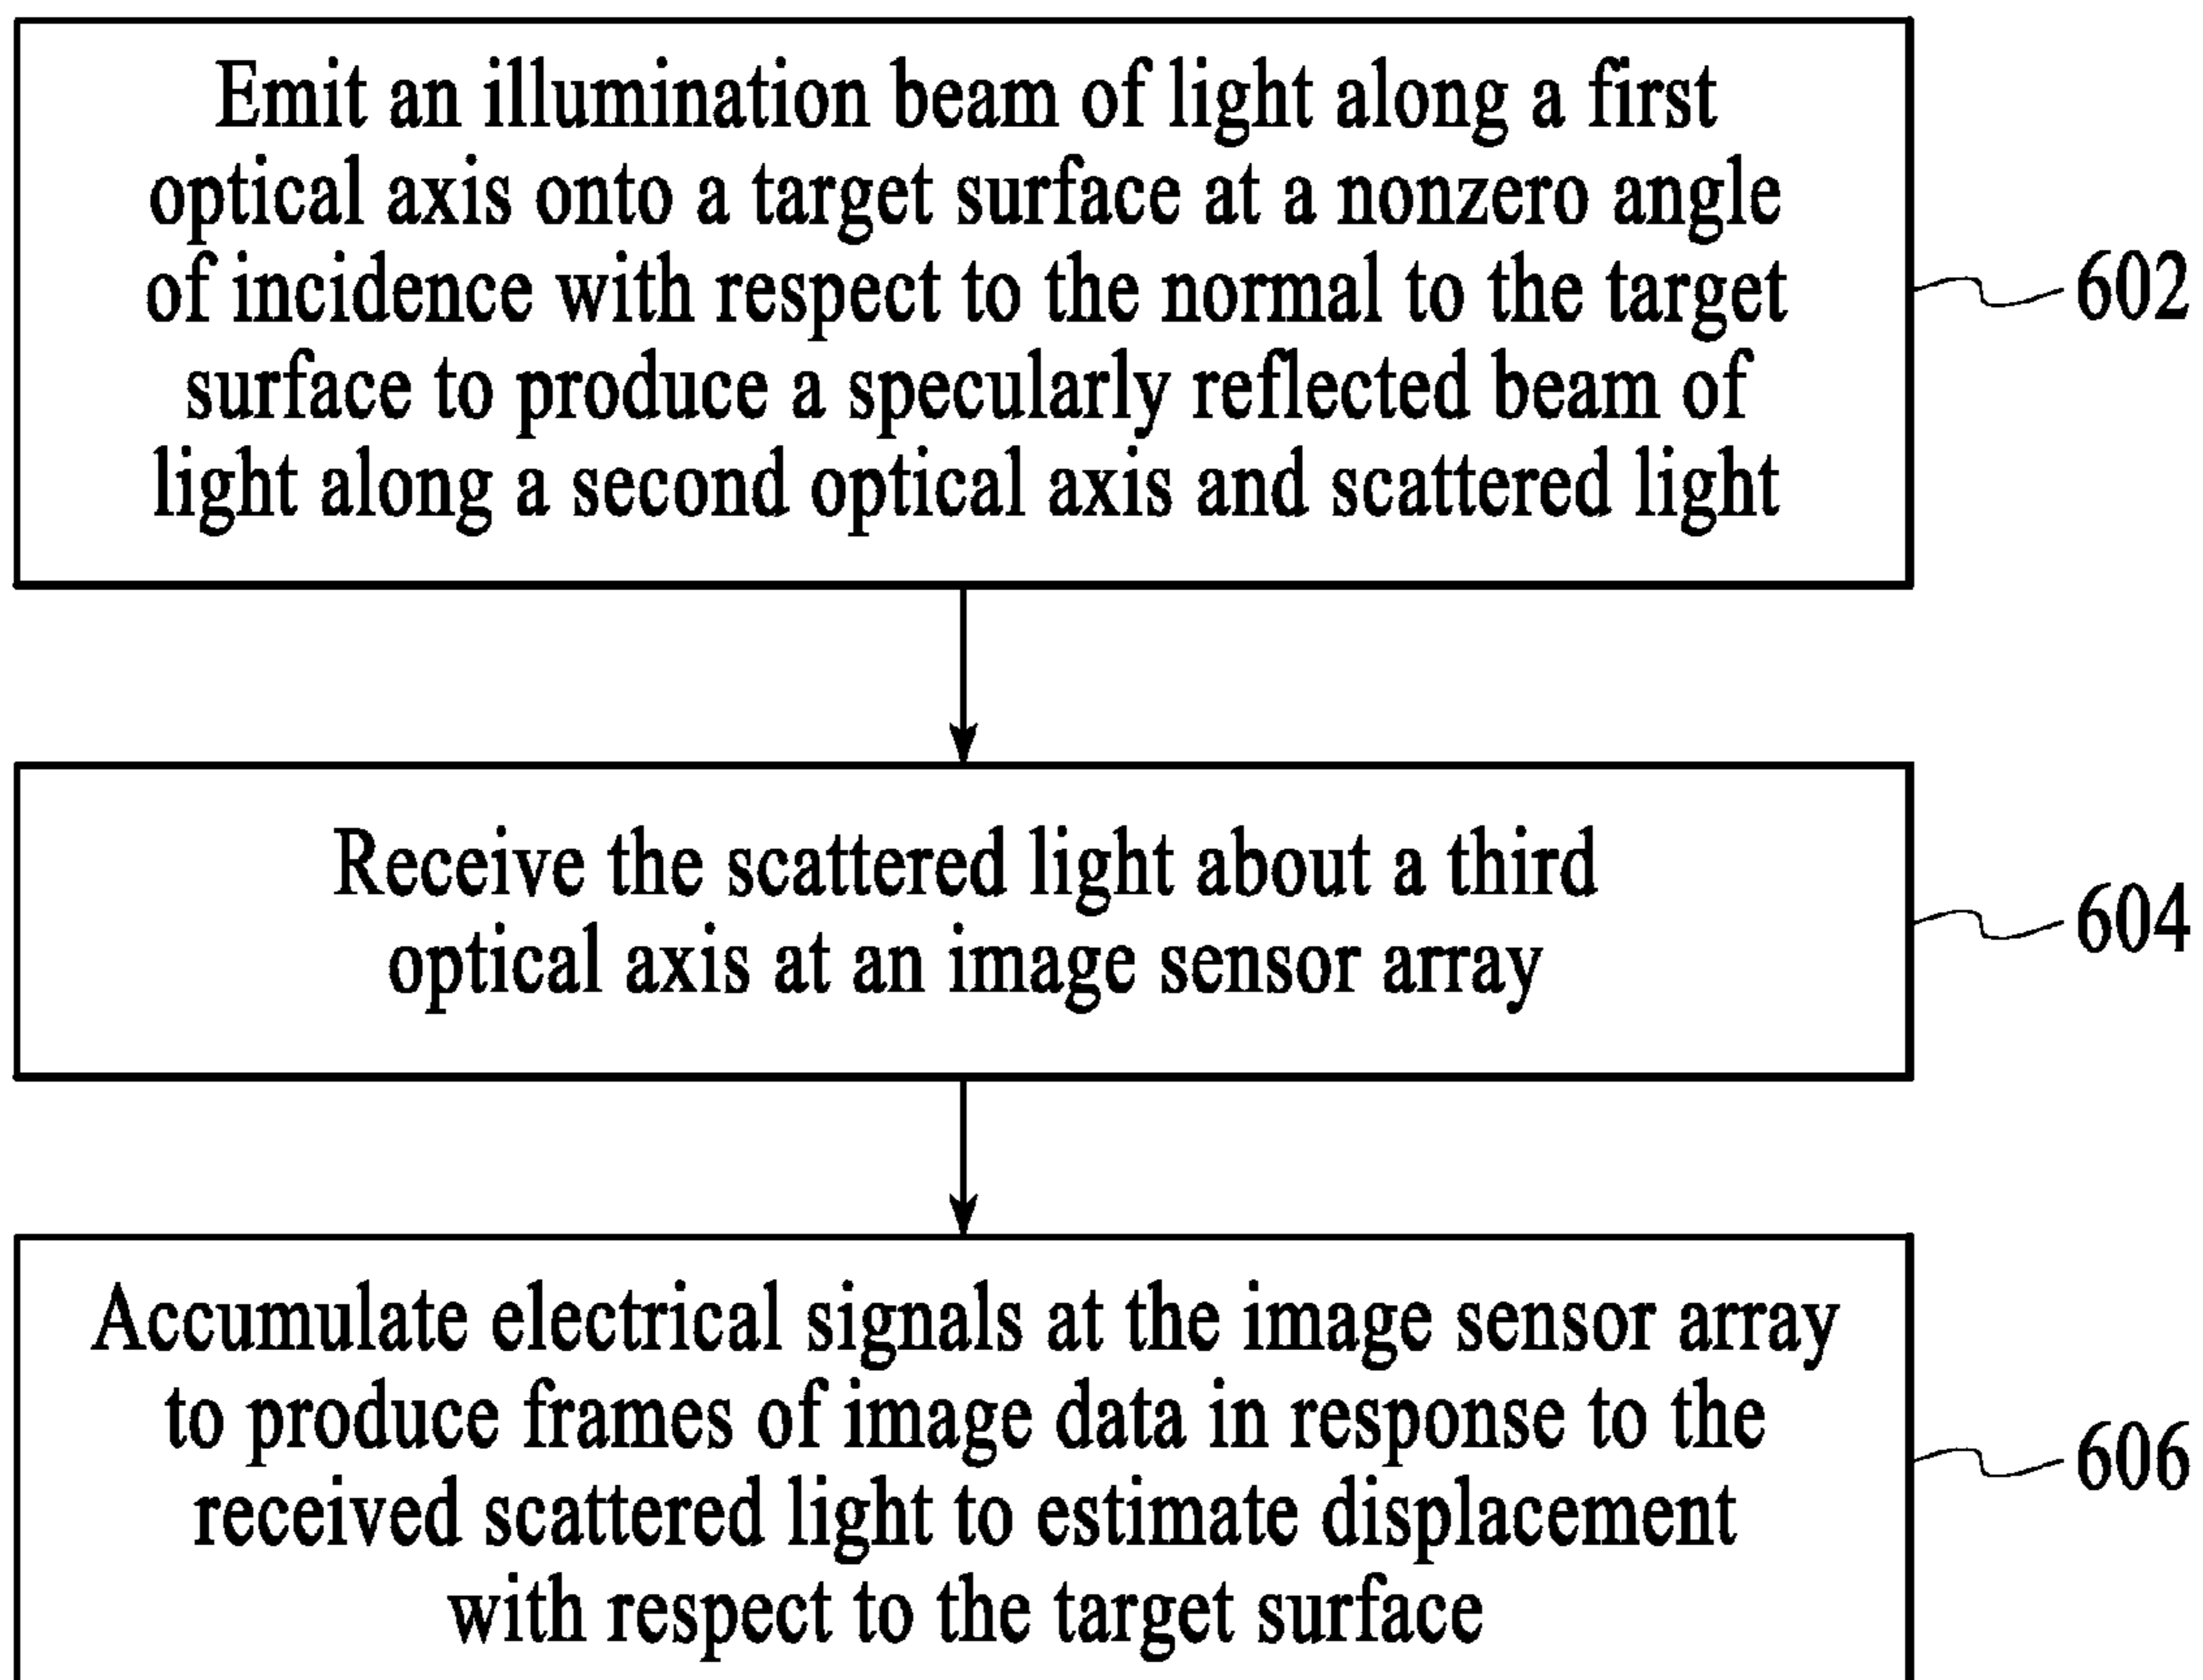 Emit an illumination beam of light along a first
optical axis onto a target surface at a nonzero angle
of incidence with respect to the normal to the target
surface to produce a specularly reflected beam of
light along a second optical axis and scattered light
602
Receive the scattered light about a third
optical axis at an image sensor array
604
Accumulate electrical signals at the image sensor array
to produce frames of image data in response to the
received scattered light to estimate displacement
with respect to the target surface
606